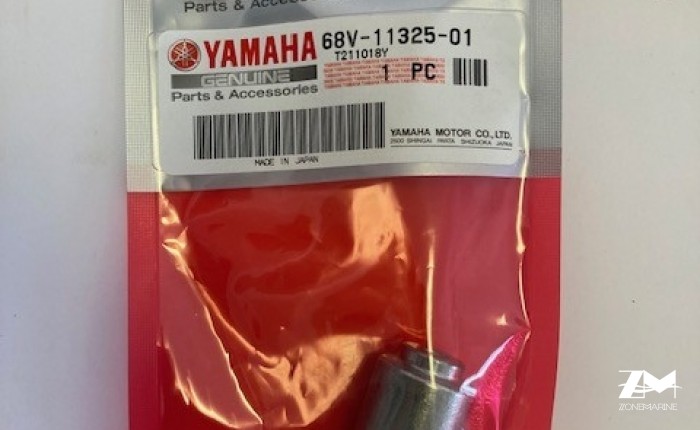 Parts & Accessories
YAMAHA 68V-11325-01
T211018Y
GENUINE
1 PC
Parts & Accessories
YAMAHA MOTOR CO., LTD.
2500 SHINGAI IWATA SHIZUOKA JAPAN
MADE IN JAPAN
ZM
ZONEMARINE